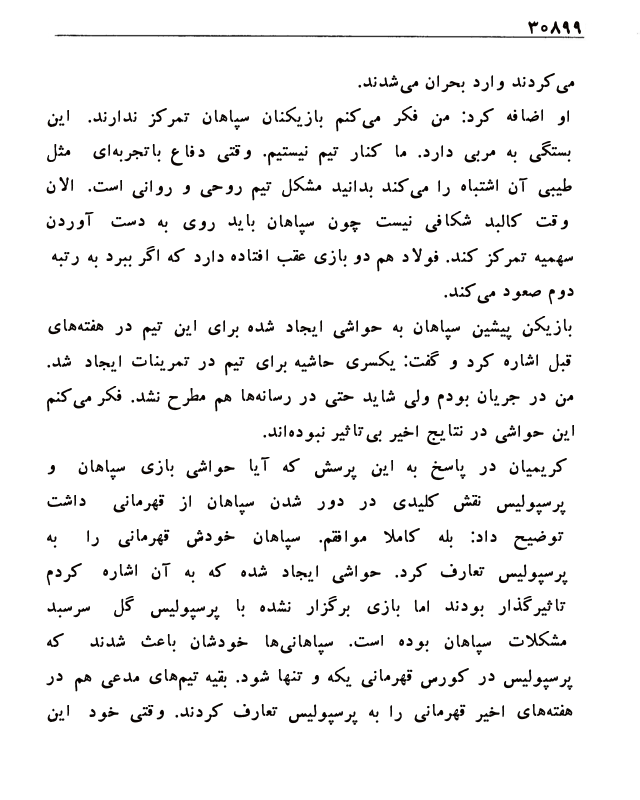 ۳۰۸۹۹
می‌کردند وارد بحران می‌شدند.
او اضافه کرد: من فکر می‌کنم بازیکنان سپاهان تمرکز ندارند. این
بستگی به مربی دارد. ما کنار تیم نیستیم. وقتی دفاع باتجربه‌ای مثل
طیبی آن اشتباه را می‌کند بدانید مشکل تیم روحی و روانی است. الان
وقت کالبد شکافی نیست چون سپاهان باید روی به دست آوردن
سهمیه تمرکز کند. فولاد هم دو بازی عقب افتاده دارد که اگر ببرد به رتبه
دوم صعود می‌کند.
بازیکن پیشین سپاهان به حواشی ایجاد شده برای این تیم در هفته‌های
قبل اشاره کرد و گفت: یکسری حاشیه برای تیم در تمرینات ایجاد شد.
من در جریان بودم ولی شاید حتی در رسانه‌ها هم مطرح نشد. فکر می‌کنم
این حواشی در نتایج اخیر بی‌تاثیر نبوده‌اند.
کریمیان در پاسخ به این پرسش که آیا حواشی بازی سپاهان و
پرسپولیس نقش کلیدی در دور شدن سپاهان از قهرمانی داشت
توضیح داد: بله کاملا موافقم. سپاهان خودش قهرمانی را به
پرسپولیس تعارف کرد. حواشی ایجاد شده که به آن اشاره کردم
تاثیرگذار بودند اما بازی برگزار نشده با پرسپولیس گل سرسبد
مشکلات سپاهان بوده است. سپاهانی‌ها خودشان باعث شدند که
پرسپولیس در کورس قهرمانی یکه و تنها شود. بقیه تیم‌های مدعی هم در
هفته‌های اخیر قهرمانی را به پرسپولیس تعارف کردند. وقتی خود این